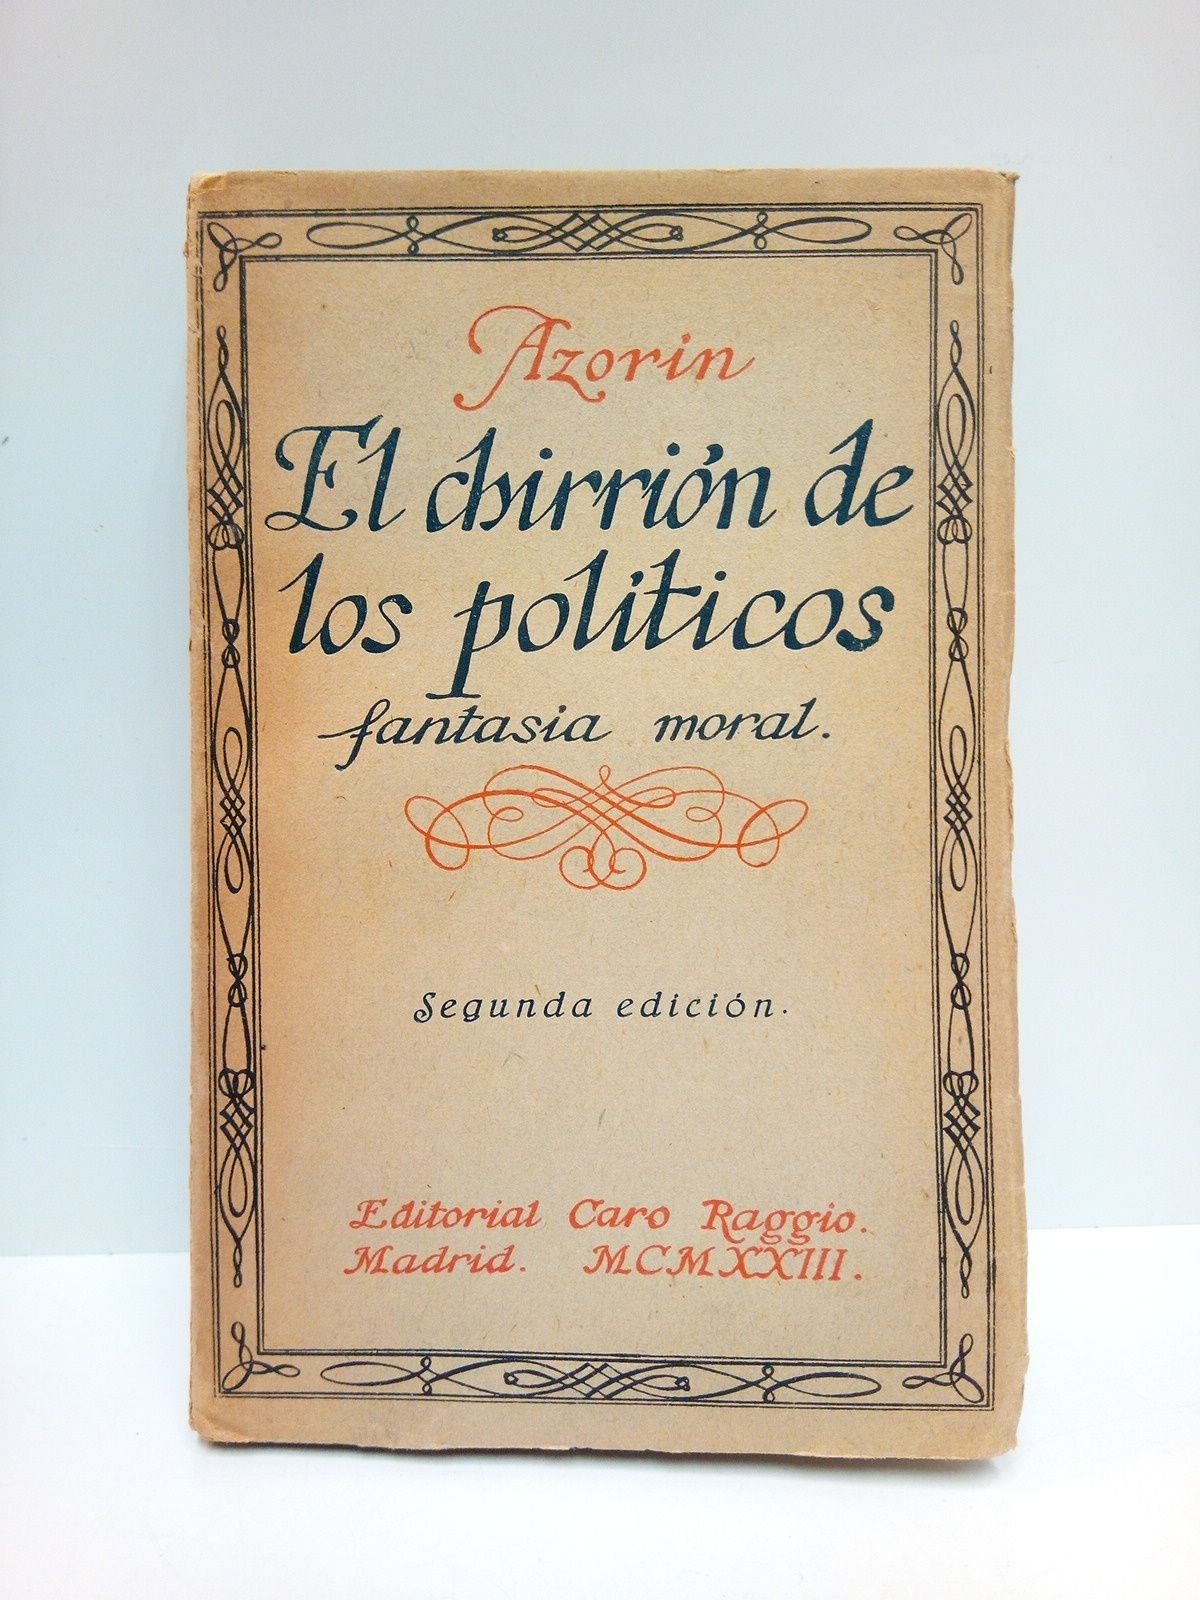 Azorin
El chirrión de
los políticos
fantasia moral.
Segunda edición.
Editorial Caro Raggio.
Madrid. MCMXXIII.